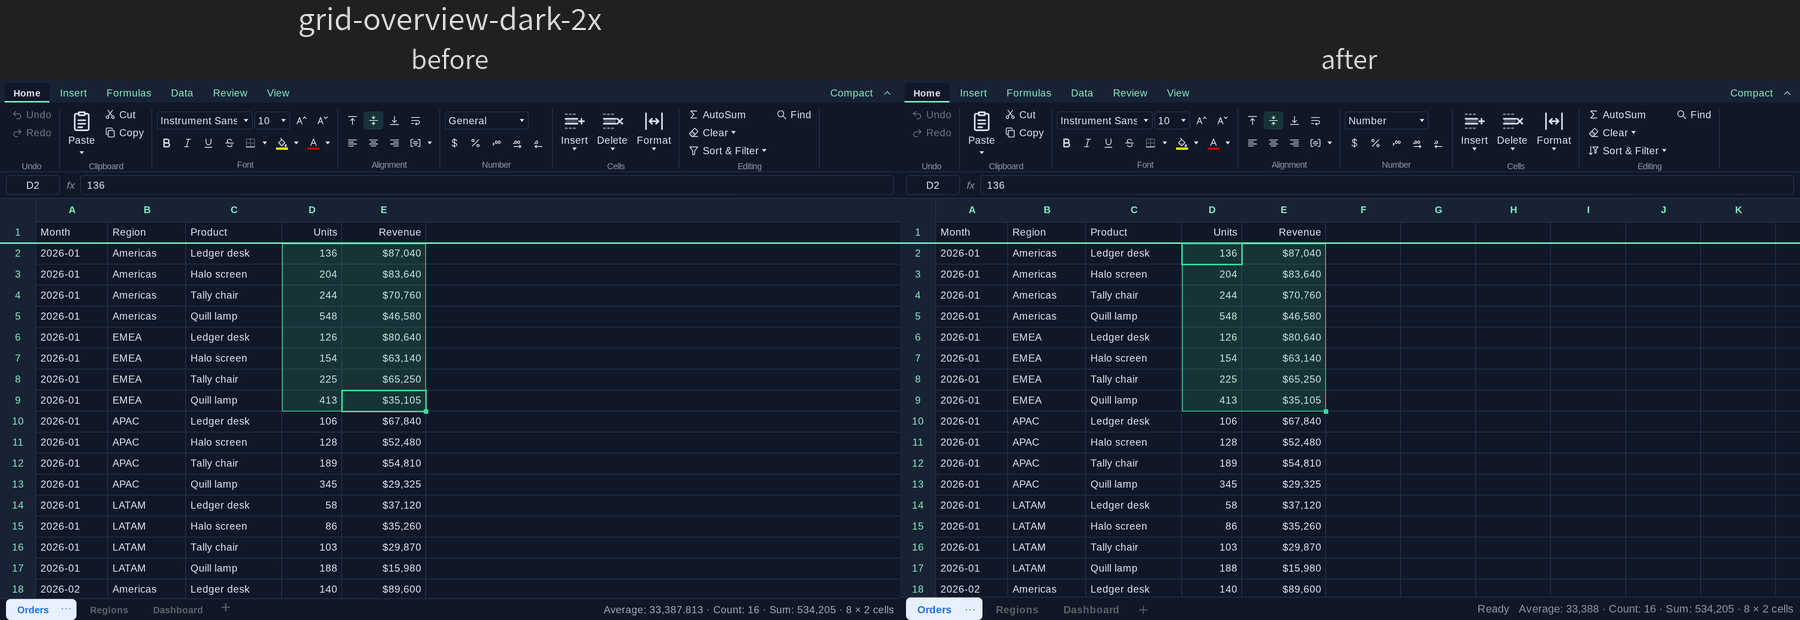 grid-overview-dark-2x
before
after
Home Insert Formulas Data Review View Compact
Undo Redo Undo
Paste Cut Copy Clipboard
Instrument Sans 10 B I U S A Font
Alignment
General $ % Number
Insert Delete Format Cells
Σ AutoSum Clear Sort & Filter Find Editing
D2 fx 136
A B C D E
1 Month Region Product Units Revenue
2 2026-01 Americas Ledger desk 136 $87,040
3 2026-01 Americas Halo screen 204 $83,640
4 2026-01 Americas Tally chair 244 $70,760
5 2026-01 Americas Quill lamp 548 $46,580
6 2026-01 EMEA Ledger desk 126 $80,640
7 2026-01 EMEA Halo screen 154 $63,140
8 2026-01 EMEA Tally chair 225 $65,250
9 2026-01 EMEA Quill lamp 413 $35,105
10 2026-01 APAC Ledger desk 106 $67,840
11 2026-01 APAC Halo screen 128 $52,480
12 2026-01 APAC Tally chair 189 $54,810
13 2026-01 APAC Quill lamp 345 $29,325
14 2026-01 LATAM Ledger desk 58 $37,120
15 2026-01 LATAM Halo screen 86 $35,260
16 2026-01 LATAM Tally chair 103 $29,870
17 2026-01 LATAM Quill lamp 188 $15,980
18 2026-02 Americas Ledger desk 140 $89,600
Orders ... Regions Dashboard + Average: 33,387.813 · Count: 16 · Sum: 534,205 · 8 × 2 cells
Home Insert Formulas Data Review View Compact
Undo Redo Undo
Paste Cut Copy Clipboard
Instrument Sans 10 B I U S A Font
Alignment
Number $ % Number
Insert Delete Format Cells
Σ AutoSum Clear Sort & Filter Find Editing
D2 fx 136
A B C D E F G H I J K
1 Month Region Product Units Revenue
2 2026-01 Americas Ledger desk 136 $87,040
3 2026-01 Americas Halo screen 204 $83,640
4 2026-01 Americas Tally chair 244 $70,760
5 2026-01 Americas Quill lamp 548 $46,580
6 2026-01 EMEA Ledger desk 126 $80,640
7 2026-01 EMEA Halo screen 154 $63,140
8 2026-01 EMEA Tally chair 225 $65,250
9 2026-01 EMEA Quill lamp 413 $35,105
10 2026-01 APAC Ledger desk 106 $67,840
11 2026-01 APAC Halo screen 128 $52,480
12 2026-01 APAC Tally chair 189 $54,810
13 2026-01 APAC Quill lamp 345 $29,325
14 2026-01 LATAM Ledger desk 58 $37,120
15 2026-01 LATAM Halo screen 86 $35,260
16 2026-01 LATAM Tally chair 103 $29,870
17 2026-01 LATAM Quill lamp 188 $15,980
18 2026-02 Americas Ledger desk 140 $89,600
Orders ... Regions Dashboard + Ready Average: 33,388 · Count: 16 · Sum: 534,205 · 8 × 2 cells